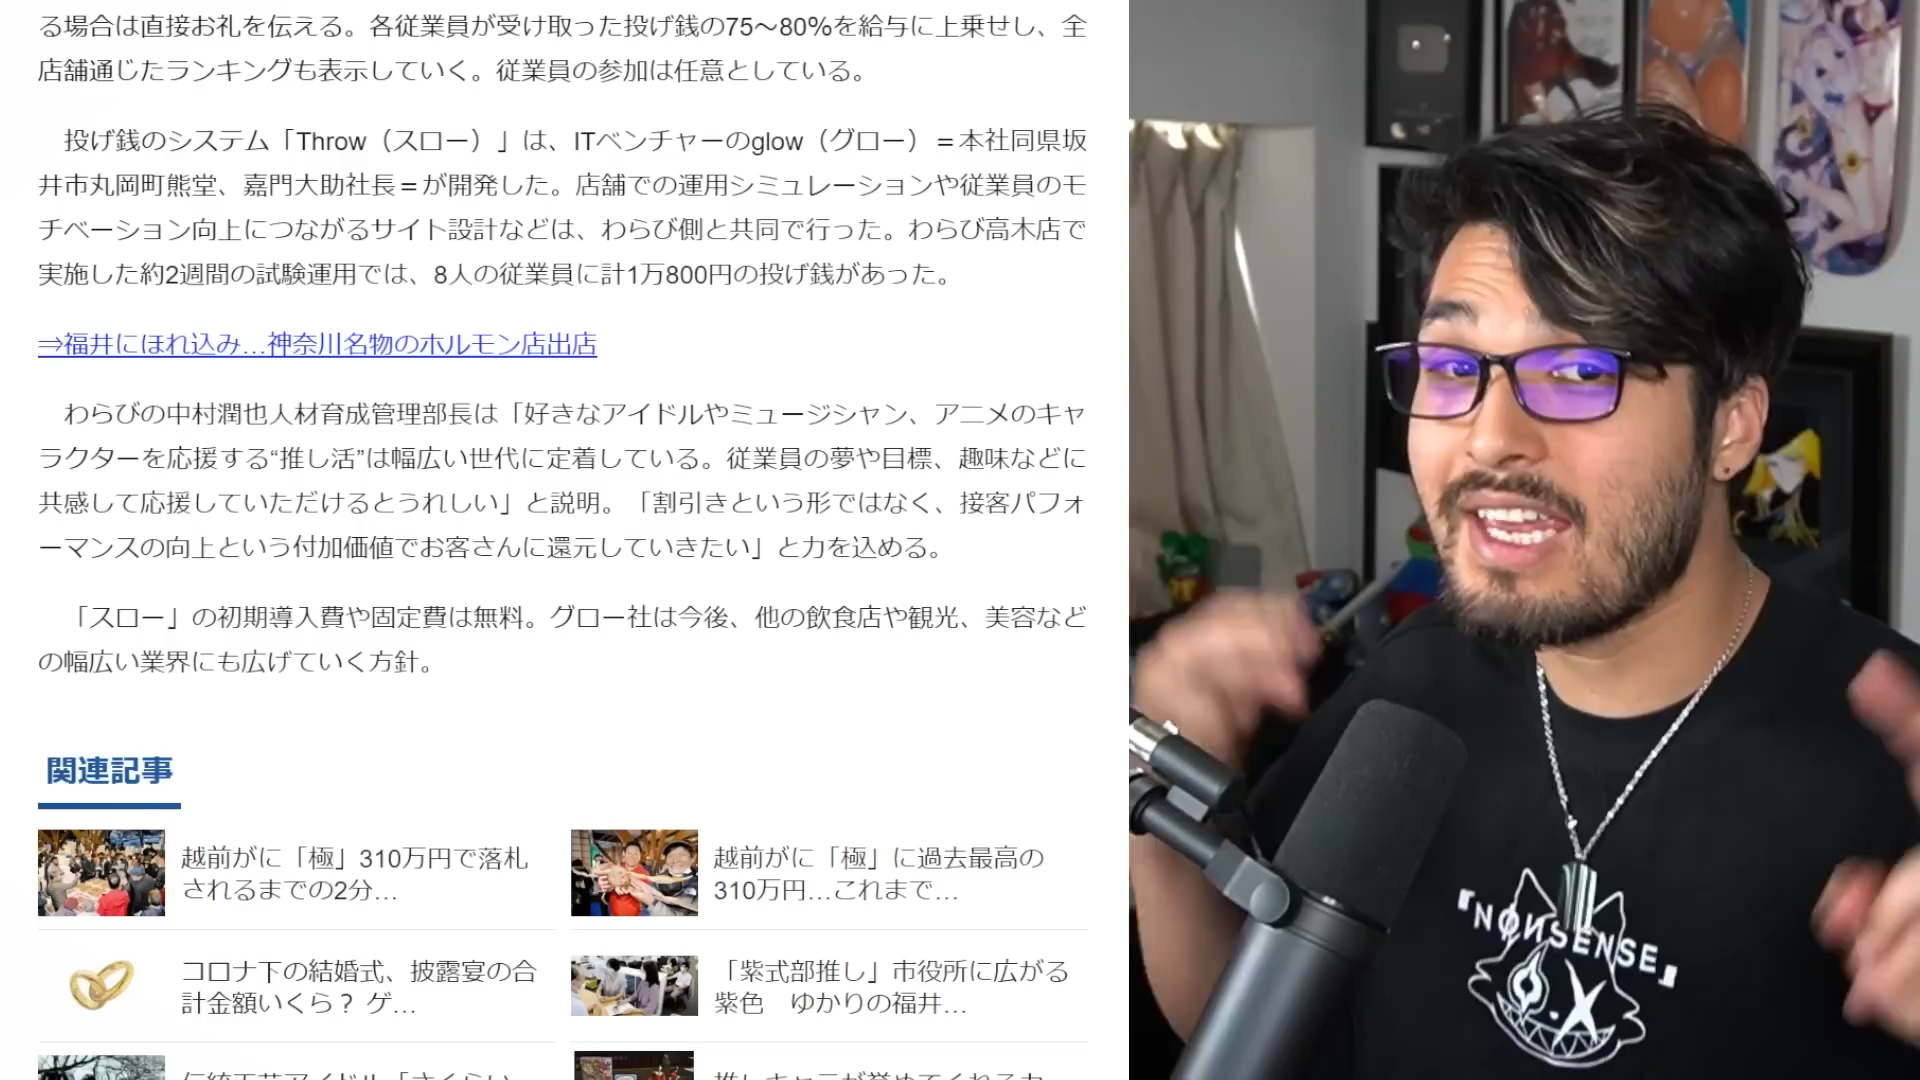 る場合は直接お礼を伝える。各従業員が受け取った投げ銭の75〜80％を給与に上乗せし、全
店舗通じたランキングも表示していく。従業員の参加は任意としている。
投げ銭のシステム「Throw（スロー）」は、ITベンチャーのglow（グロー）＝本社同県坂
井市丸岡町熊堂、嘉門大助社長＝が開発した。店舗での運用シミュレーションや従業員のモ
チベーション向上につながるサイト設計などは、わらび側と共同で行った。わらび高木店で
実施した約2週間の試験運用では、8人の従業員に計1万800円の投げ銭があった。
⇒福井にほれ込み…神奈川名物のホルモン店出店
わらびの中村潤也人材育成管理部長は「好きなアイドルやミュージシャン、アニメのキャ
ラクターを応援する“推し活”は幅広い世代に定着している。従業員の夢や目標、趣味などに
共感して応援していただけるとうれしい」と説明。「割引きという形ではなく、接客パフォ
ーマンスの向上という付加価値でお客さんに還元していきたい」と力を込める。
「スロー」の初期導入費や固定費は無料。グロー社は今後、他の飲食店や観光、美容など
の幅広い業界にも広げていく方針。
関連記事
越前がに「極」310万円で落札
されるまでの2分…
越前がに「極」に過去最高の
310万円…これまで…
コロナ下の結婚式、披露宴の合
計金額いくら？ ゲ…
「紫式部推し」市役所に広がる
紫色　ゆかりの福井…
『NONSENSE』